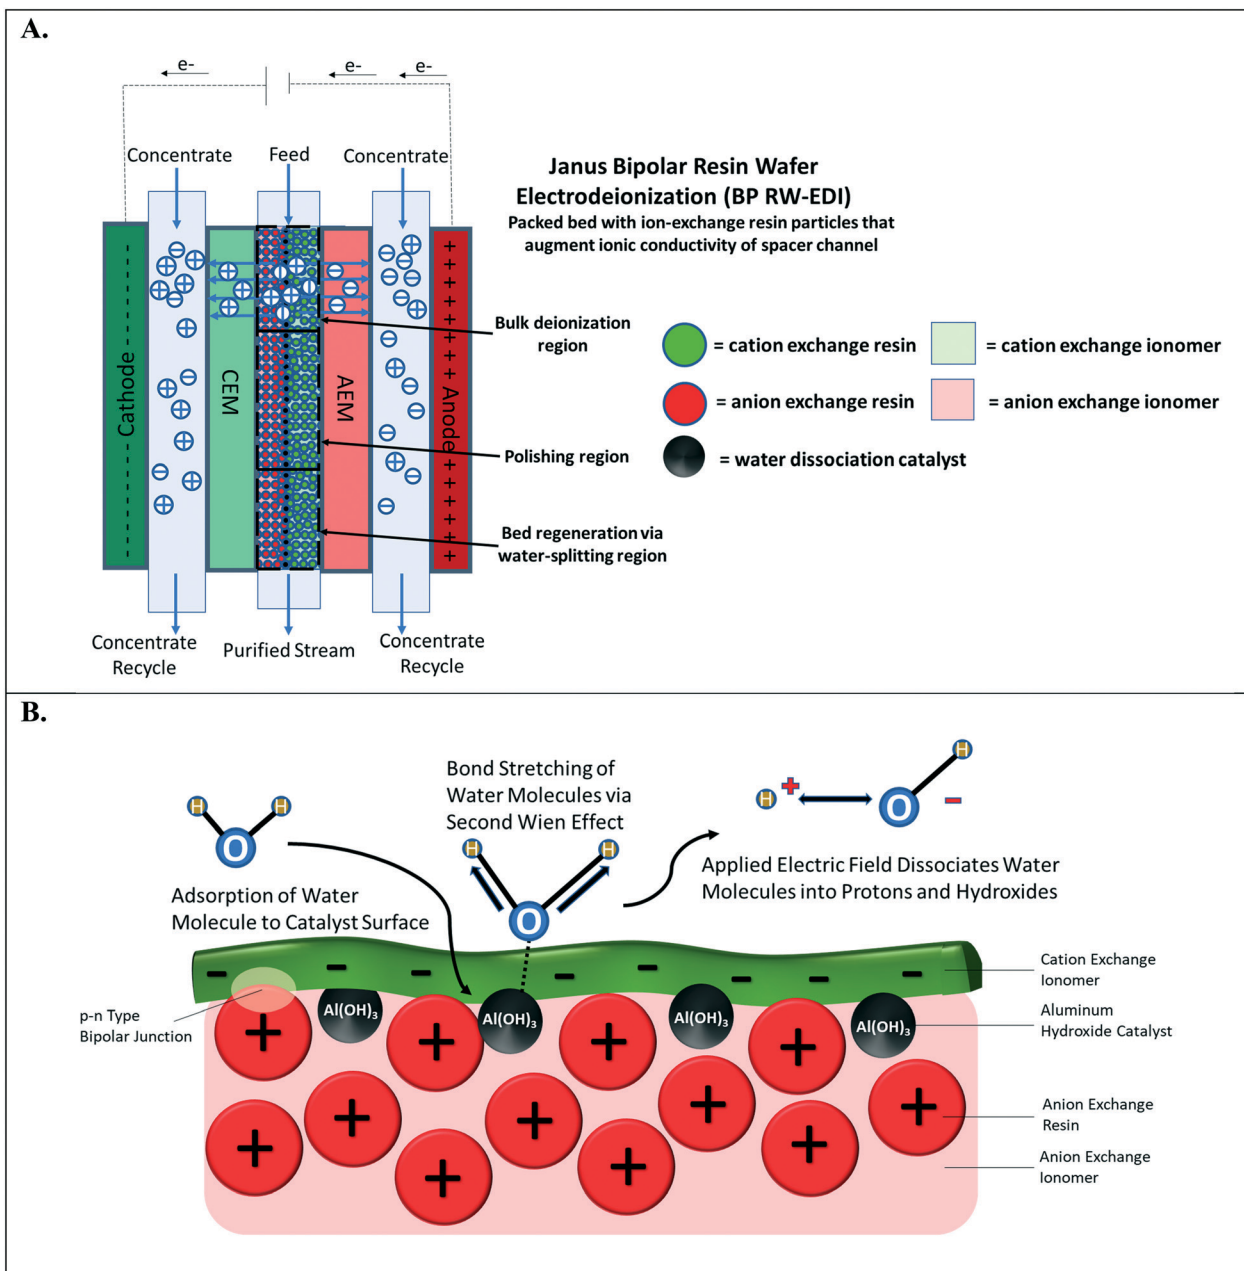 A.
e-
e-
e-
Concentrate
Feed
Concentrate
Janus Bipolar Resin Wafer
Electrodeionization (BP RW-EDI)
Packed bed with ion-exchange resin particles that
augment ionic conductivity of spacer channel
Cathode
CEM
AEM
Anode
Bulk deionization
region
Polishing region
Bed regeneration via
water-splitting region
= cation exchange resin
= cation exchange ionomer
= anion exchange resin
= anion exchange ionomer
= water dissociation catalyst
Concentrate
Recycle
Purified Stream
Concentrate
Recycle
B.
H
H
O
Adsorption of Water
Molecule to Catalyst Surface
Bond Stretching of
Water Molecules via
Second Wien Effect
H
H
O
H +
O -
H
Applied Electric Field Dissociates Water
Molecules into Protons and Hydroxides
p-n Type
Bipolar Junction
Al(OH)₃
Al(OH)₃
Al(OH)₃
Al(OH)₃
Cation Exchange
Ionomer
Aluminum
Hydroxide Catalyst
Anion Exchange
Resin
Anion Exchange
Ionomer